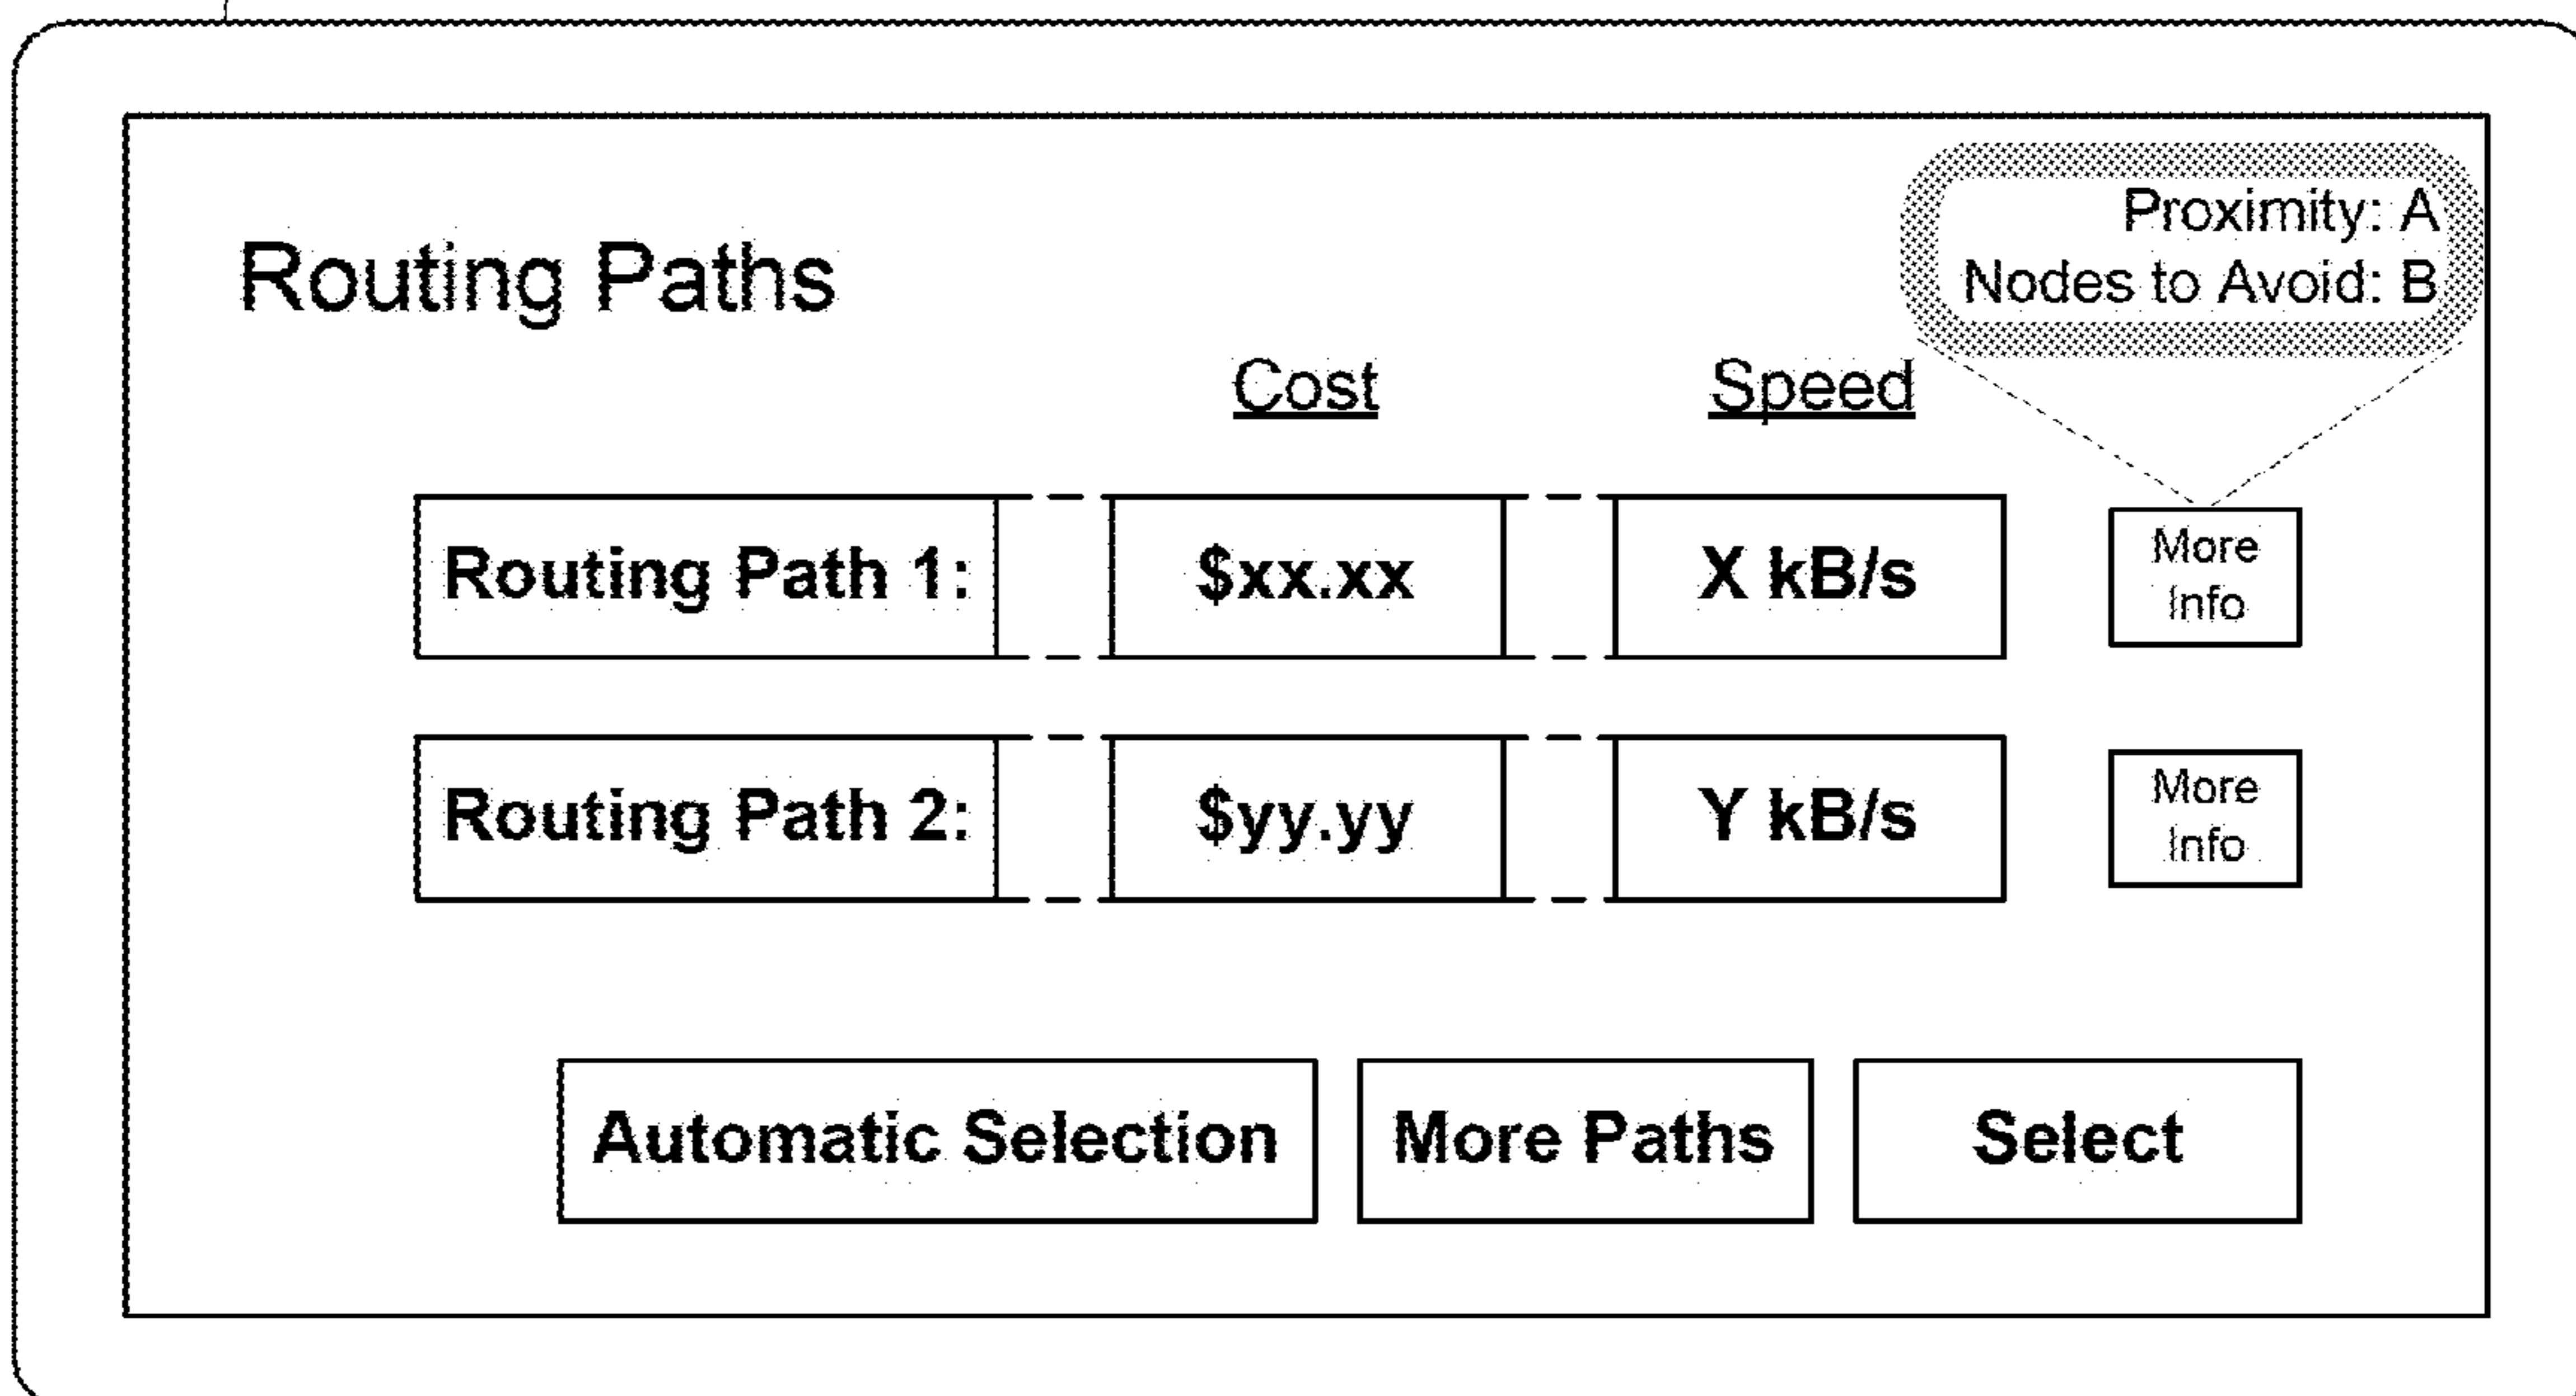 Proximity: A
Nodes to Avoid: B
Routing Paths
Cost Speed
Routing Path 1: $xx.xx X kB/s More
Info
Routing Path 2: $yy.yy Y kB/s More
Info
Automatic Selection More Paths Select